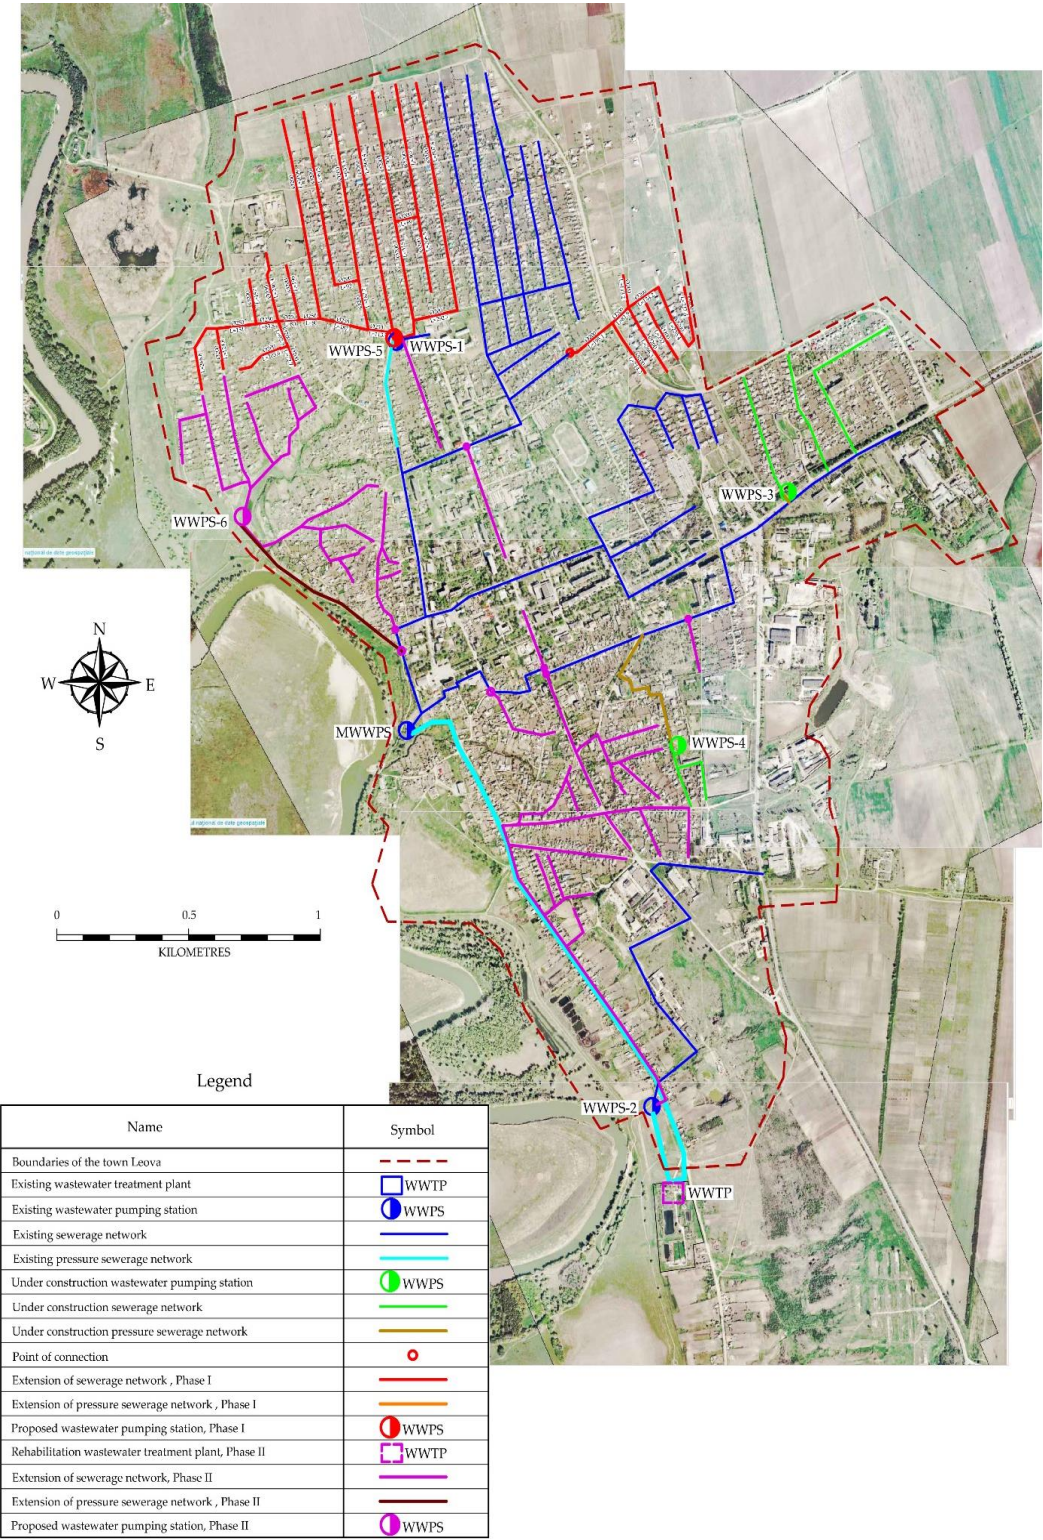 WWPS-5
WWPS-1
WWPS-3
WWPS-6
N
W
E
S
MWWPS
WWPS-4
0 0.5 1
KILOMETRES
WWPS-2
WWTP
Legend
Name Symbol
Boundaries of the town Leova
Existing wastewater treatment plant WWTP
Existing wastewater pumping station WWPS
Existing sewerage network
Existing pressure sewerage network
Under construction wastewater pumping station WWPS
Under construction sewerage network
Under construction pressure sewerage network
Point of connection
Extension of sewerage network , Phase I
Extension of pressure sewerage network , Phase I
Proposed wastewater pumping station, Phase I WWPS
Rehabilitation wastewater treatment plant, Phase II WWTP
Extension of sewerage network, Phase II
Extension of pressure sewerage network , Phase II
Proposed wastewater pumping station, Phase II WWPS